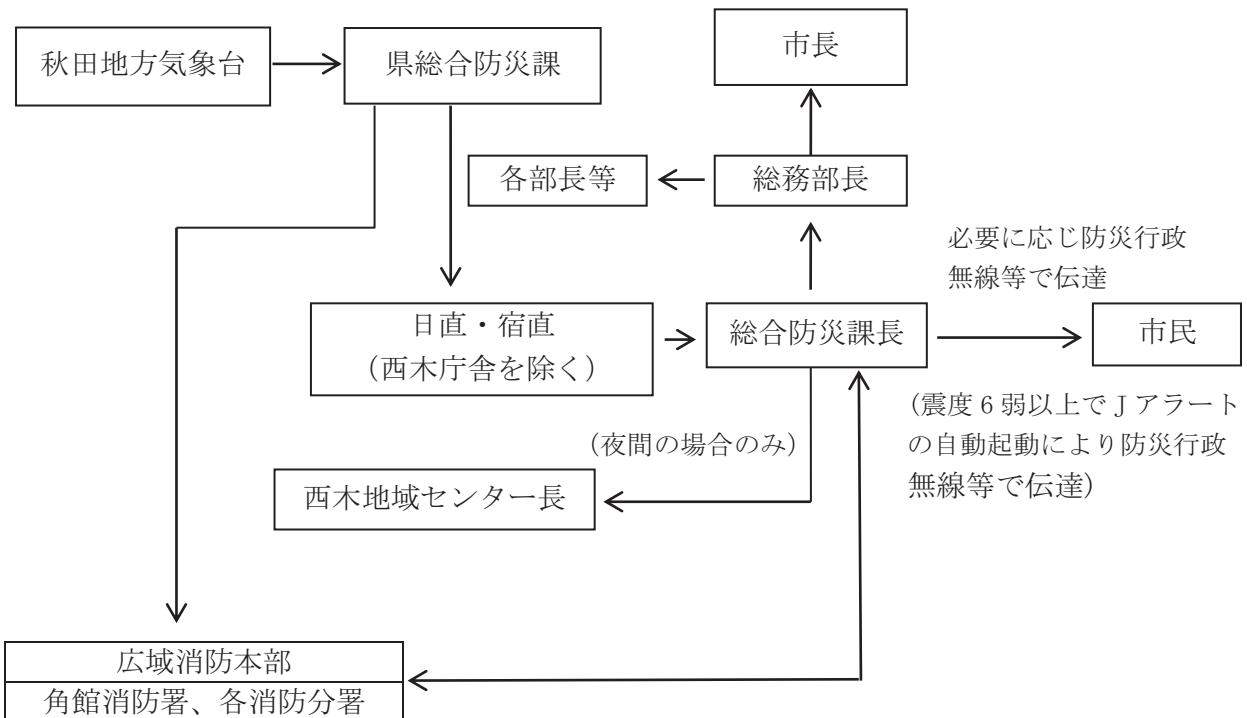 秋田地方気象台
県総合防災課
市長
各部長等
総務部長
必要に応じ防災行政
無線等で伝達
日直・宿直
(西木庁舎を除く)
総合防災課長
市民
(震度6弱以上でJアラート
の自動起動により防災行政
無線等で伝達)
(夜間の場合のみ)
西木地域センター長
広域消防本部
角館消防署、各消防分署